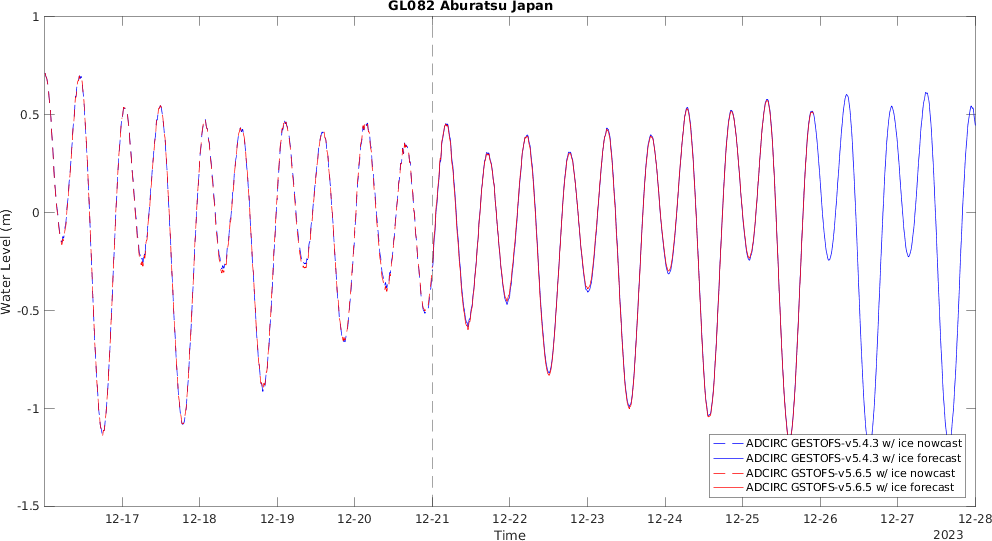 GL082 Aburatsu Japan
1
0.5
0
-0.5
-1
-1.5
Water Level (m)
12-17 12-18 12-19 12-20 12-21 12-22 12-23 12-24 12-25 12-26 12-27 12-28
Time
2023
ADCIRC GESTOFS-v5.4.3 w/ ice nowcast
ADCIRC GESTOFS-v5.4.3 w/ ice forecast
ADCIRC GSTOFS-v5.6.5 w/ ice nowcast
ADCIRC GSTOFS-v5.6.5 w/ ice forecast